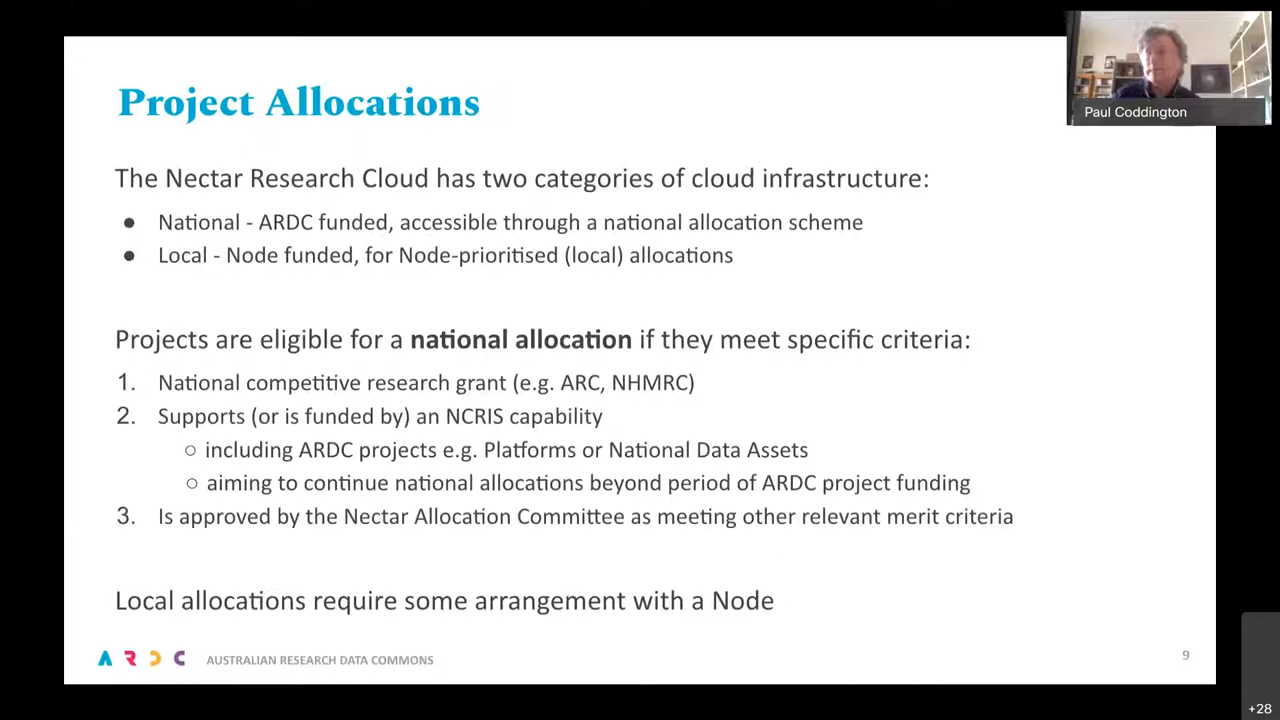 Project Allocations
Paul Coddington
The Nectar Research Cloud has two categories of cloud infrastructure:
● National - ARDC funded, accessible through a national allocation scheme
● Local - Node funded, for Node-prioritised (local) allocations
Projects are eligible for a national allocation if they meet specific criteria:
1. National competitive research grant (e.g. ARC, NHMRC)
2. Supports (or is funded by) an NCRIS capability
○ including ARDC projects e.g. Platforms or National Data Assets
○ aiming to continue national allocations beyond period of ARDC project funding
3. Is approved by the Nectar Allocation Committee as meeting other relevant merit criteria
Local allocations require some arrangement with a Node
ARDC AUSTRALIAN RESEARCH DATA COMMONS
9
+28